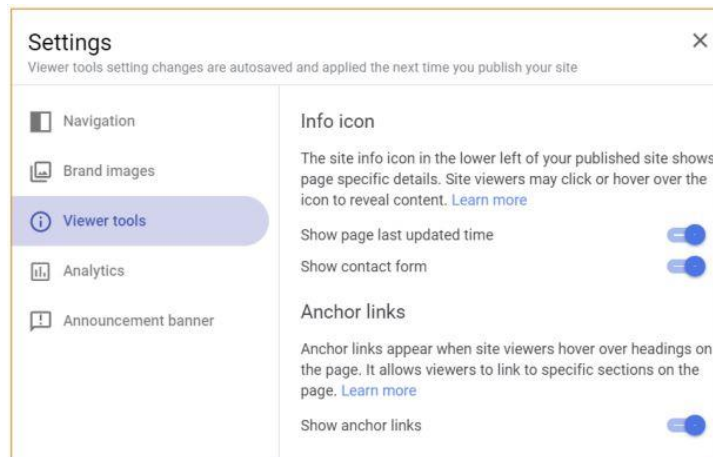 Settings
Viewer tools setting changes are autosaved and applied the next time you publish your site
Navigation
Brand images
Viewer tools
Analytics
Announcement banner
Info icon
The site info icon in the lower left of your published site shows
page specific details. Site viewers may click or hover over the
icon to reveal content. Learn more
Show page last updated time
Show contact form
Anchor links
Anchor links appear when site viewers hover over headings on
the page. It allows viewers to link to specific sections on the
page. Learn more
Show anchor links